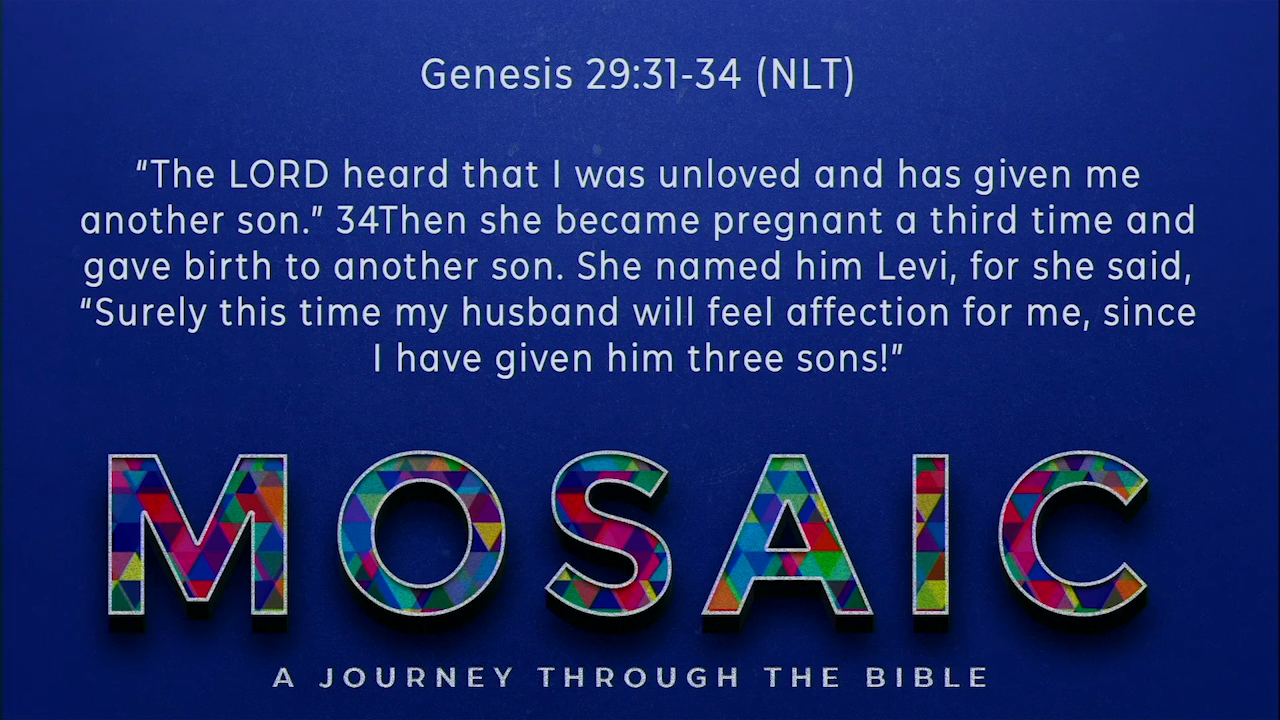 Genesis 29:31-34 (NLT)
“The LORD heard that I was unloved and has given me
another son.” 34Then she became pregnant a third time and
gave birth to another son. She named him Levi, for she said,
“Surely this time my husband will feel affection for me, since
I have given him three sons!”
MOSAIC
A JOURNEY THROUGH THE BIBLE